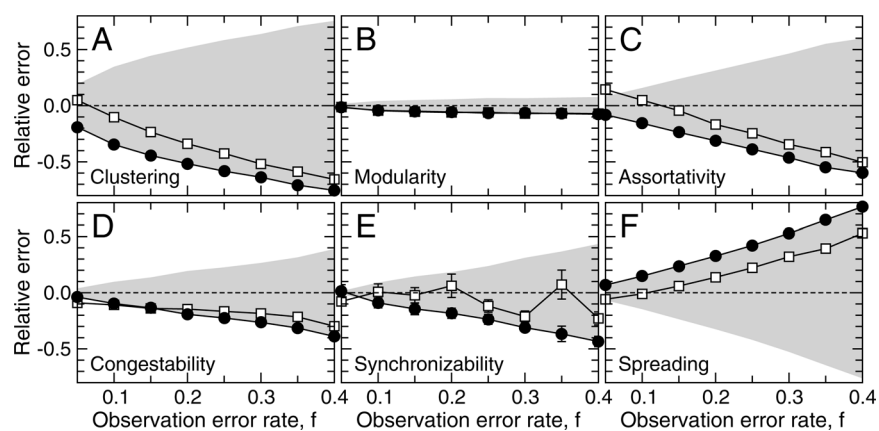 A
B
C
0.5
0.0
-0.5
Relative error
Clustering
Modularity
Assortativity
D
E
F
0.5
0.0
-0.5
Relative error
Congestability
Synchronizability
Spreading
0.1 0.2 0.3 0.4 0.1 0.2 0.3 0.4 0.1 0.2 0.3 0.4
Observation error rate, f Observation error rate, f Observation error rate, f